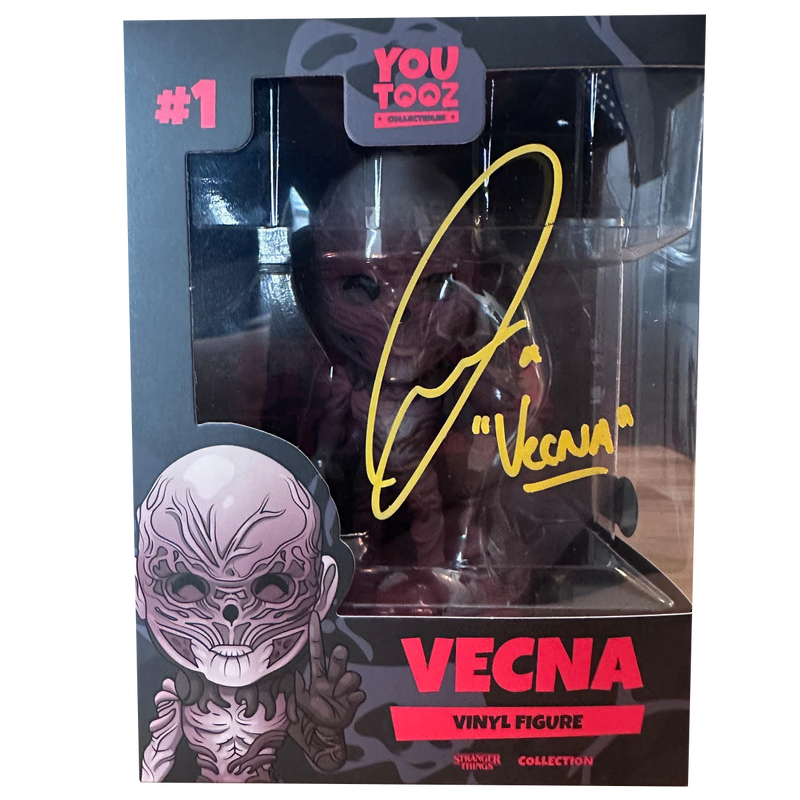 #1
YOU
TOOZ
COLLECTIBLES
"VECNA"
VECNA
VINYL FIGURE
STRANGER
THINGS
COLLECTION